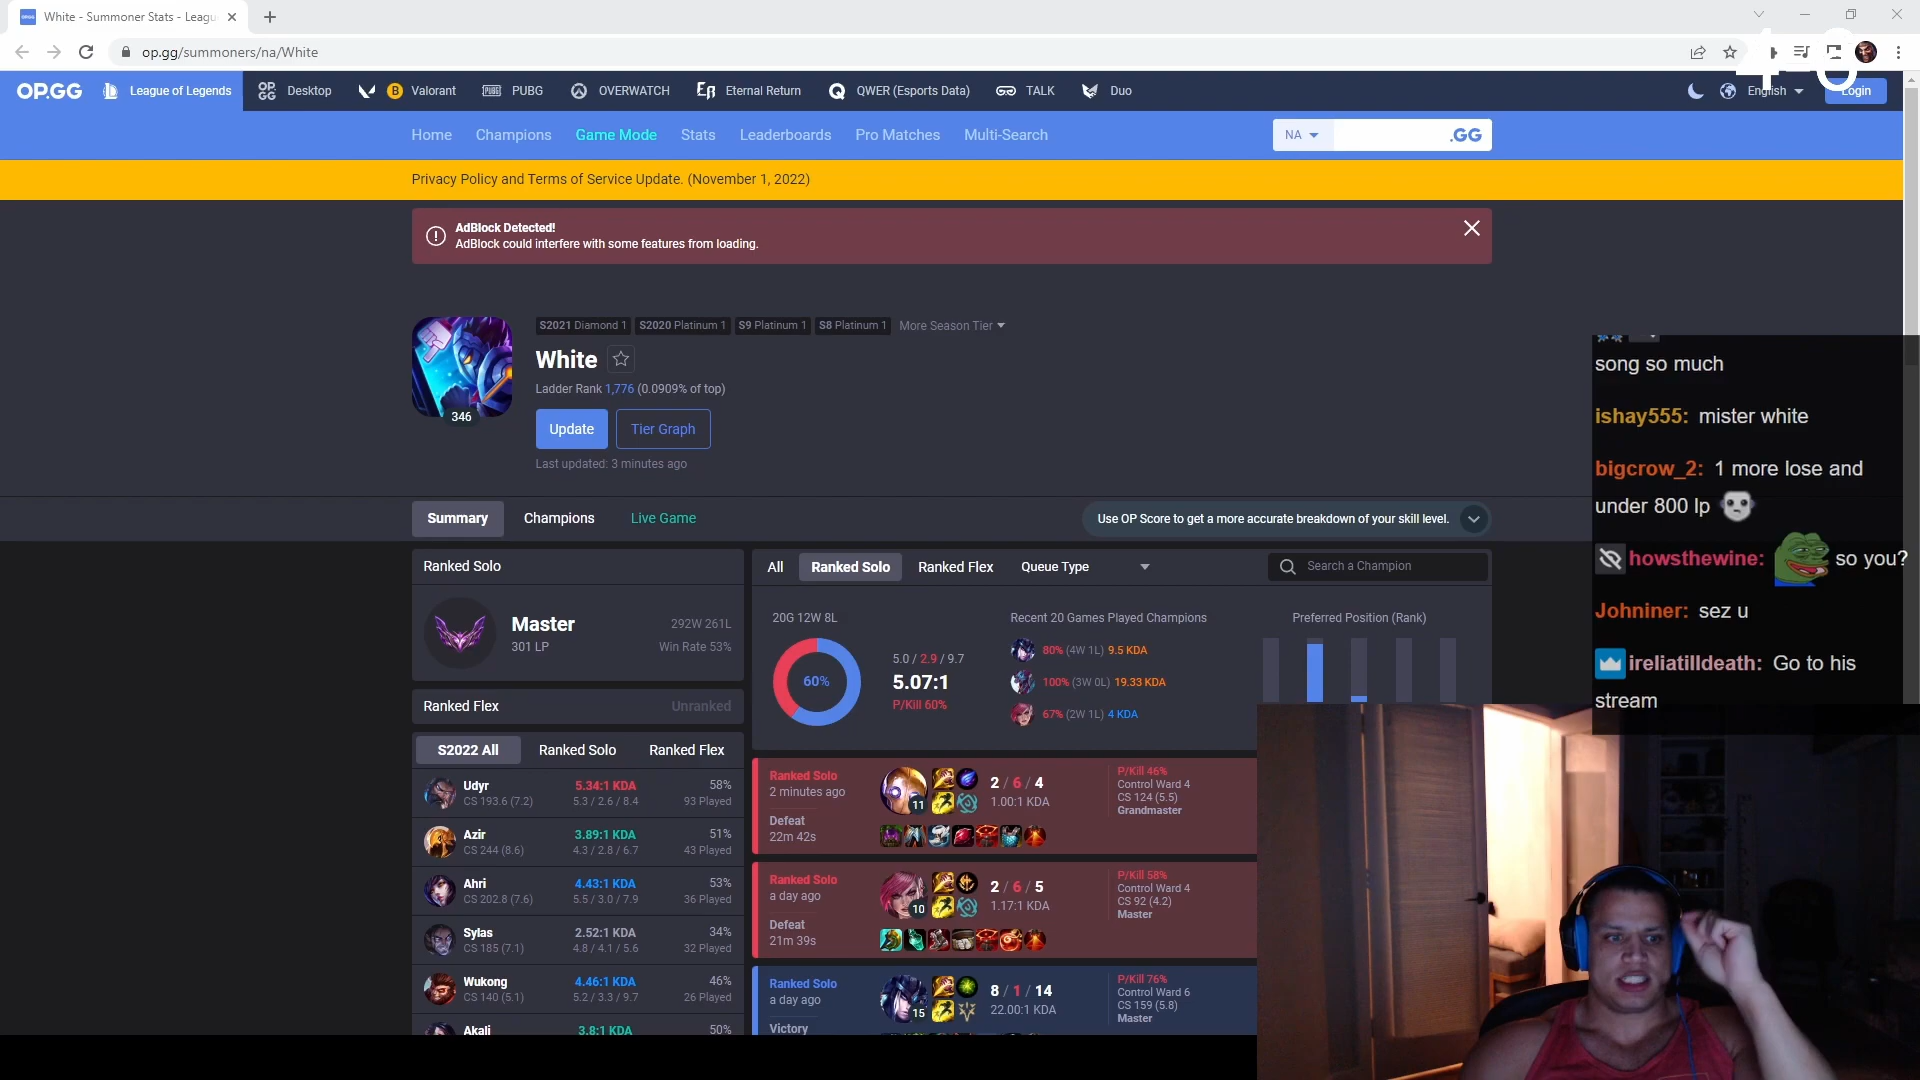 White - Summoner Stats - Leagu
op.gg/summoners/na/White
OP.GG
League of Legends
OP.GG
Desktop
B
Valorant
PUBG
PUBG
OVERWATCH
Eternal Return
QWER (Esports Data)
TALK
Duo
English
Login
Home
Champions
Game Mode
Stats
Leaderboards
Pro Matches
Multi-Search
NA
.GG
Privacy Policy and Terms of Service Update. (November 1, 2022)
AdBlock Detected!
AdBlock could interfere with some features from loading.
S2021 Diamond 1
S2020 Platinum 1
S9 Platinum 1
S8 Platinum 1
More Season Tier
346
White
Ladder Rank 1,776 (0.0909% of top)
Update
Tier Graph
Last updated: 3 minutes ago
Summary
Champions
Live Game
Use OP Score to get a more accurate breakdown of your skill level.
Ranked Solo
Master
301 LP
292W 261L
Win Rate 53%
Ranked Flex
Unranked
S2022 All
Ranked Solo
Ranked Flex
Udyr
CS 193.6 (7.2)
5.34:1 KDA
5.3 / 2.6 / 8.4
58%
93 Played
Azir
CS 244 (8.6)
3.89:1 KDA
4.3 / 2.8 / 6.7
51%
43 Played
Ahri
CS 202.8 (7.6)
4.43:1 KDA
5.5 / 3.0 / 7.9
53%
36 Played
Sylas
CS 185 (7.1)
2.52:1 KDA
4.8 / 4.1 / 5.6
34%
32 Played
Wukong
CS 140 (5.1)
4.46:1 KDA
5.2 / 3.3 / 9.7
46%
26 Played
Akali
3.8:1 KDA
50%
All
Ranked Solo
Ranked Flex
Queue Type
Search a Champion
20G 12W 8L
60%
5.0 / 2.9 / 9.7
5.07:1
P/Kill 60%
Recent 20 Games Played Champions
80% (4W 1L) 9.5 KDA
100% (3W 0L) 19.33 KDA
67% (2W 1L) 4 KDA
Preferred Position (Rank)
Ranked Solo
2 minutes ago
Defeat
22m 42s
11
2 / 6 / 4
1.00:1 KDA
P/Kill 46%
Control Ward 4
CS 124 (5.5)
Grandmaster
Ranked Solo
a day ago
Defeat
21m 39s
10
2 / 6 / 5
1.17:1 KDA
P/Kill 58%
Control Ward 4
CS 92 (4.2)
Master
Ranked Solo
a day ago
Victory
15
8 / 1 / 14
22.00:1 KDA
P/Kill 76%
Control Ward 6
CS 159 (5.8)
Master
song so much
ishay555: mister white
bigcrow_2: 1 more lose and
under 800 lp
howsthewine: so you?
Johniner: sez u
ireliatilldeath: Go to his
stream